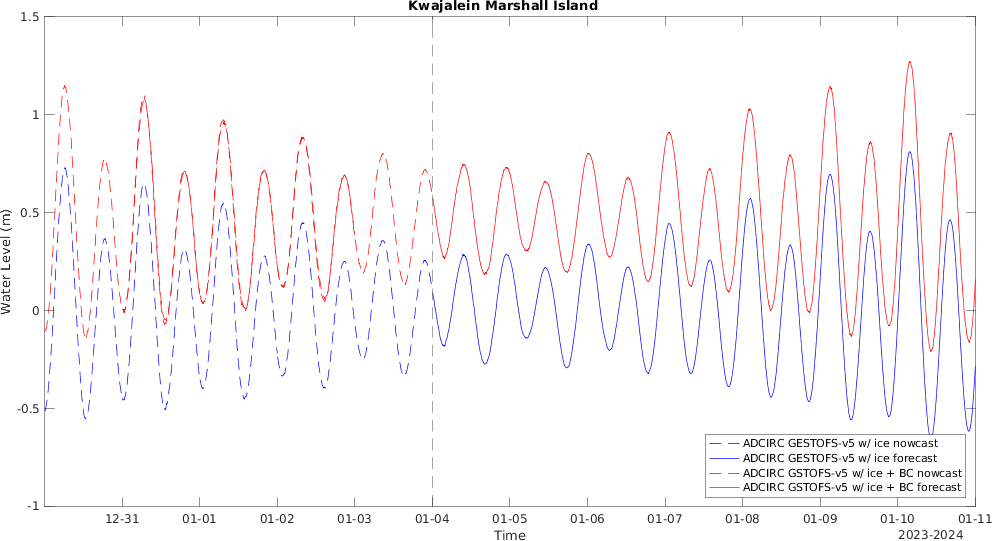 Kwajalein Marshall Island
1.5
1
0.5
0
-0.5
-1
Water Level (m)
ADCIRC GESTOFS-v5 w/ ice nowcast
ADCIRC GESTOFS-v5 w/ ice forecast
ADCIRC GSTOFS-v5 w/ ice + BC nowcast
ADCIRC GSTOFS-v5 w/ ice + BC forecast
12-31 01-01 01-02 01-03 01-04 01-05 01-06 01-07 01-08 01-09 01-10 01-11
Time
2023-2024